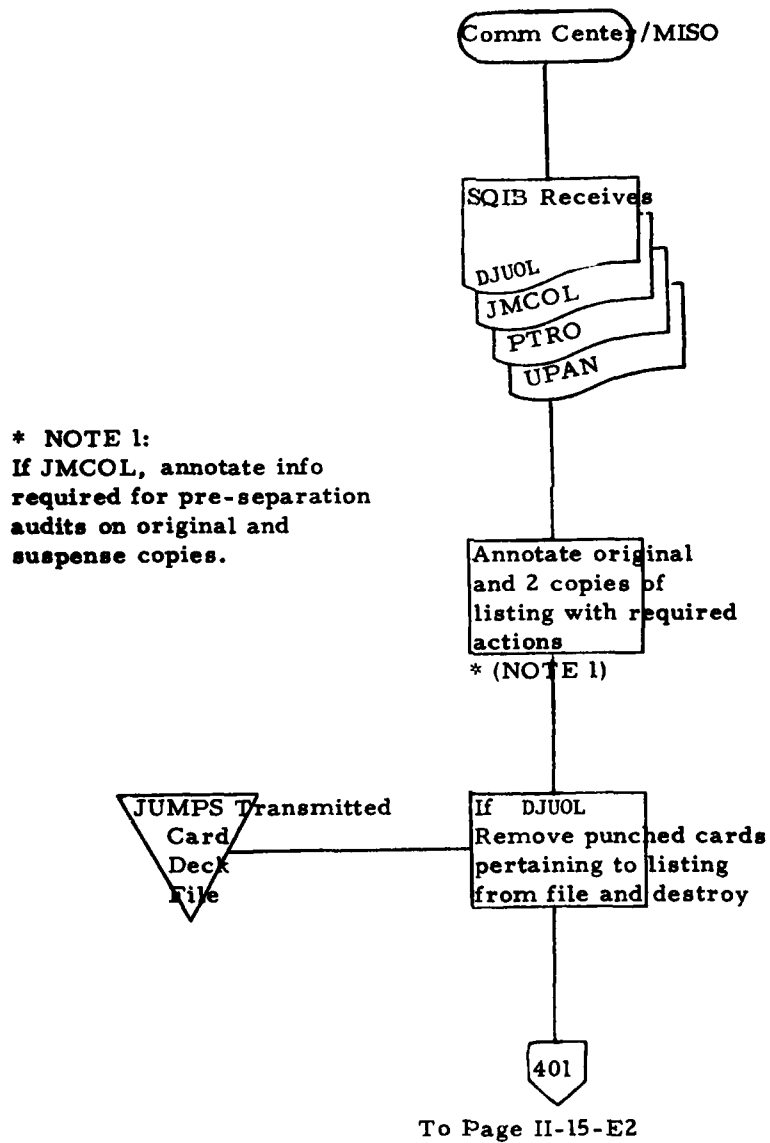 Comm Center/MISO
SQIB Receives
DJUOL
JMCOL
PTRO
UPAN
* NOTE 1:
If JMCOL, annotate info
required for pre-separation
audits on original and
suspense copies.
Annotate original
and 2 copies of
listing with required
actions
* (NOTE 1)
JUMPS Transmitted
Card
Deck
File
If DJUOL
Remove punched cards
pertaining to listing
from file and destroy
401
To Page II-15-E2